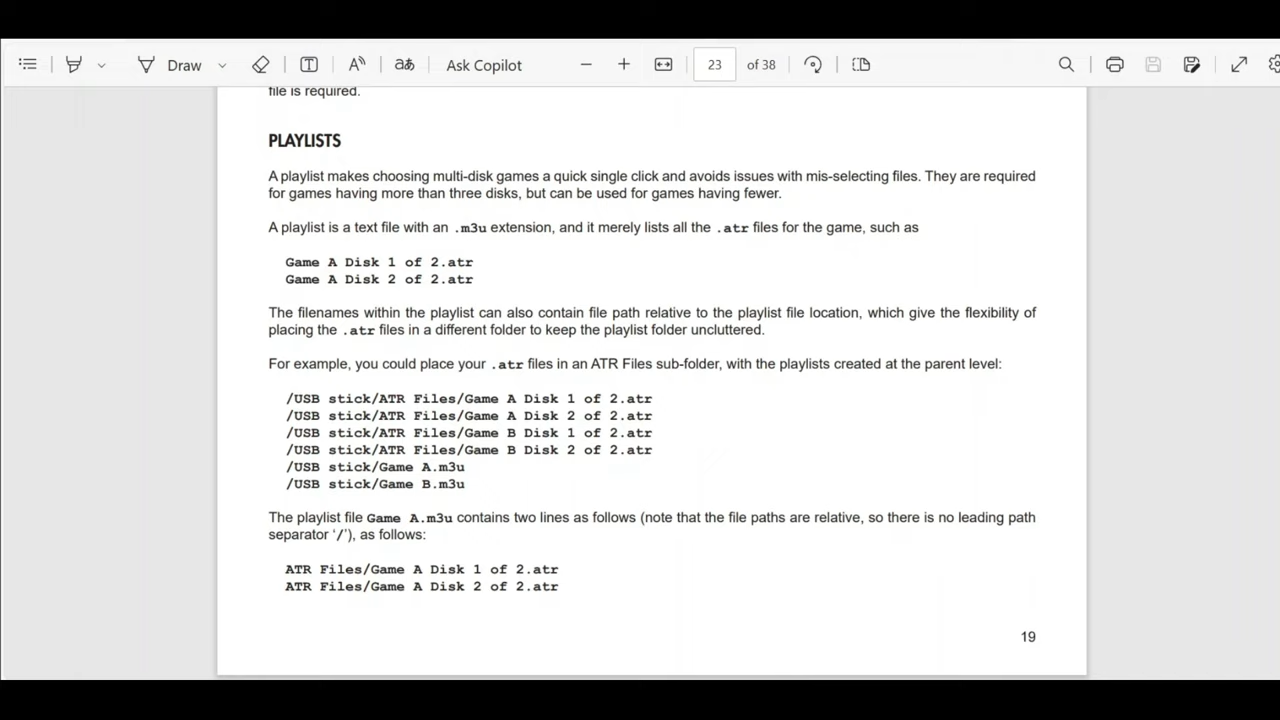 Draw
Ask Copilot
23 of 38
file is required.
PLAYLISTS
A playlist makes choosing multi-disk games a quick single click and avoids issues with mis-selecting files. They are required
for games having more than three disks, but can be used for games having fewer.
A playlist is a text file with an .m3u extension, and it merely lists all the .atr files for the game, such as
Game A Disk 1 of 2.atr
Game A Disk 2 of 2.atr
The filenames within the playlist can also contain file path relative to the playlist file location, which give the flexibility of
placing the .atr files in a different folder to keep the playlist folder uncluttered.
For example, you could place your .atr files in an ATR Files sub-folder, with the playlists created at the parent level:
/USB stick/ATR Files/Game A Disk 1 of 2.atr
/USB stick/ATR Files/Game A Disk 2 of 2.atr
/USB stick/ATR Files/Game B Disk 1 of 2.atr
/USB stick/ATR Files/Game B Disk 2 of 2.atr
/USB stick/Game A.m3u
/USB stick/Game B.m3u
The playlist file Game A.m3u contains two lines as follows (note that the file paths are relative, so there is no leading path
separator ‘/’), as follows:
ATR Files/Game A Disk 1 of 2.atr
ATR Files/Game A Disk 2 of 2.atr
19